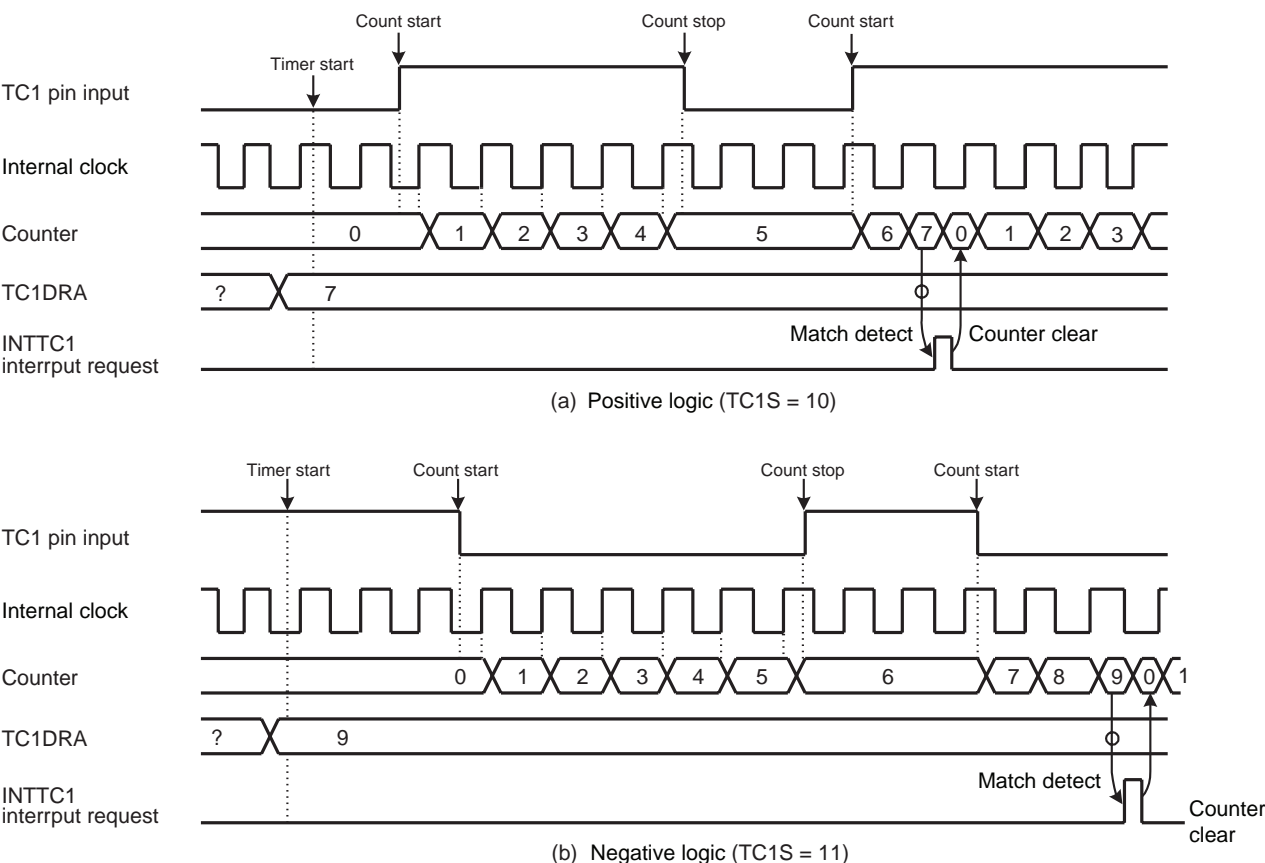 Count start Count stop Count start
Timer start
TC1 pin input
Internal clock
Counter 0 1 2 3 4 5 6 7 0 1 2 3
TC1DRA ? 7
Match detect Counter clear
INTTC1
interrput request
(a) Positive logic (TC1S = 10)
Timer start Count start Count stop Count start
TC1 pin input
Internal clock
Counter 0 1 2 3 4 5 6 7 8 9 0 1
TC1DRA ? 9
Match detect
INTTC1
interrput request
Counter
clear
(b) Negative logic (TC1S = 11)